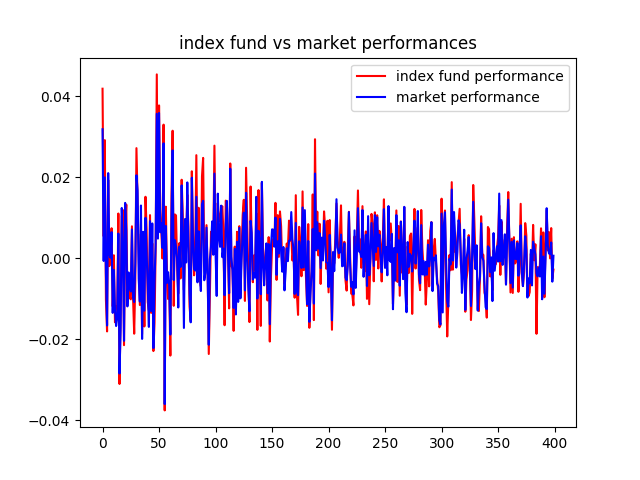 index fund vs market performances
index fund performance
market performance
0.04
0.02
0.00
−0.02
−0.04
0 50 100 150 200 250 300 350 400